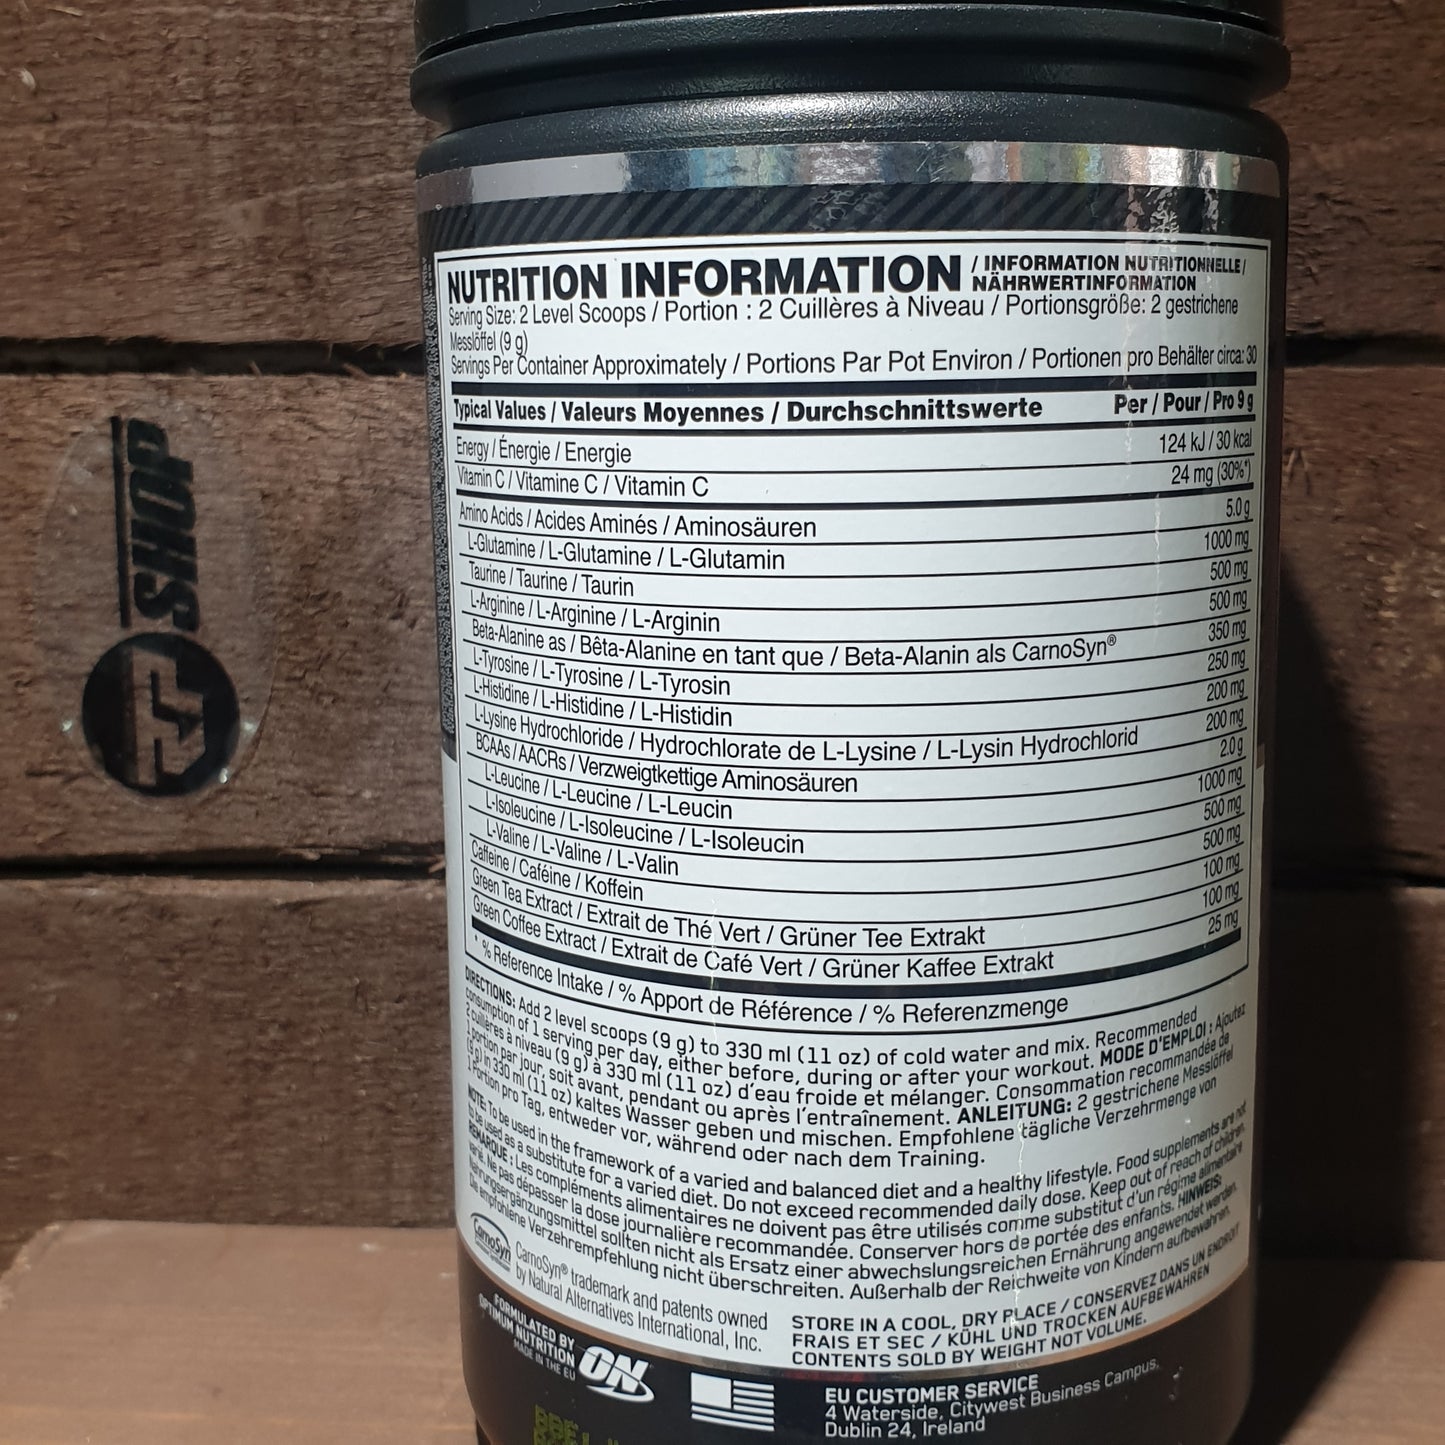 NUTRITION INFORMATION / INFORMATION NUTRITIONNELLE /
NÄHRWERTINFORMATION
Serving Size: 2 Level Scoops / Portion : 2 Cuillères à Niveau / Portionsgröße: 2 gestrichene
Messlöffel (9 g)
Servings Per Container Approximately / Portions Par Pot Environ / Portionen pro Behälter circa: 30
Typical Values / Valeurs Moyennes / Durchschnittswerte Per / Pour / Pro 9 g
Energy / Énergie / Energie 124 kJ / 30 kcal
Vitamin C / Vitamine C / Vitamin C 24 mg (30%*)
Amino Acids / Acides Aminés / Aminosäuren 5.0 g
L-Glutamine / L-Glutamine / L-Glutamin 1000 mg
Taurine / Taurine / Taurin 500 mg
L-Arginine / L-Arginine / L-Arginin 500 mg
Beta-Alanine as / Bêta-Alanine en tant que / Beta-Alanin als CarnoSyn® 350 mg
L-Tyrosine / L-Tyrosine / L-Tyrosin 250 mg
L-Histidine / L-Histidine / L-Histidin 200 mg
L-Lysine Hydrochloride / Hydrochlorate de L-Lysine / L-Lysin Hydrochlorid 200 mg
BCAAs / AACRs / Verzweigtkettige Aminosäuren 2.0 g
L-Leucine / L-Leucine / L-Leucin 1000 mg
L-Isoleucine / L-Isoleucine / L-Isoleucin 500 mg
L-Valine / L-Valine / L-Valin 500 mg
Caffeine / Caféine / Koffein 100 mg
Green Tea Extract / Extrait de Thé Vert / Grüner Tee Extrakt 100 mg
Green Coffee Extract / Extrait de Café Vert / Grüner Kaffee Extrakt 25 mg
* % Reference Intake / % Apport de Référence / % Referenzmenge
DIRECTIONS: Add 2 level scoops (9 g) to 330 ml (11 oz) of cold water and mix. Recommended
consumption of 1 serving per day, either before, during or after your workout. MODE D'EMPLOI : Ajoutez
2 cuillères à niveau (9 g) à 330 ml (11 oz) d'eau froide et mélanger. Consommation recommandée de
1 portion per jour, soit avant, pendant ou après l'entraînement. ANLEITUNG: 2 gestrichene Messlöffel
(9 g) in 330 ml (11 oz) kaltes Wasser geben und mischen. Empfohlene tägliche Verzehrmenge von
1 Portion pro Tag, entweder vor, während oder nach dem Training.
NOTE: To be used in the framework of a varied and balanced diet and a healthy lifestyle. Food supplements are not
to be used as a substitute for a varied diet. Do not exceed recommended daily dose. Keep out of reach of children.
REMARQUE : Les compléments alimentaires ne doivent pas être utilisés comme substitut d'un régime alimentaire
varié. Ne pas dépasser la dose journalière recommandée. Conserver hors de portée des enfants. HINWEIS:
Nahrungsergänzungsmittel sollten nicht als Ersatz einer abwechslungsreichen Ernährung angewendet werden.
Die empfohlene Verzehrempfehlung nicht überschreiten. Außerhalb der Reichweite von Kindern aufbewahren.
CarnoSyn
CarnoSyn® trademark and patents owned
by Natural Alternatives International, Inc.
STORE IN A COOL, DRY PLACE / CONSERVEZ DANS UN ENDROIT
FRAIS ET SEC / KÜHL UND TROCKEN AUFBEWAHREN
CONTENTS SOLD BY WEIGHT NOT VOLUME.
FORMULATED BY
OPTIMUM NUTRITION
MADE IN THE EU
ON
EU CUSTOMER SERVICE
4 Waterside, Citywest Business Campus,
Dublin 24, Ireland
SHOP